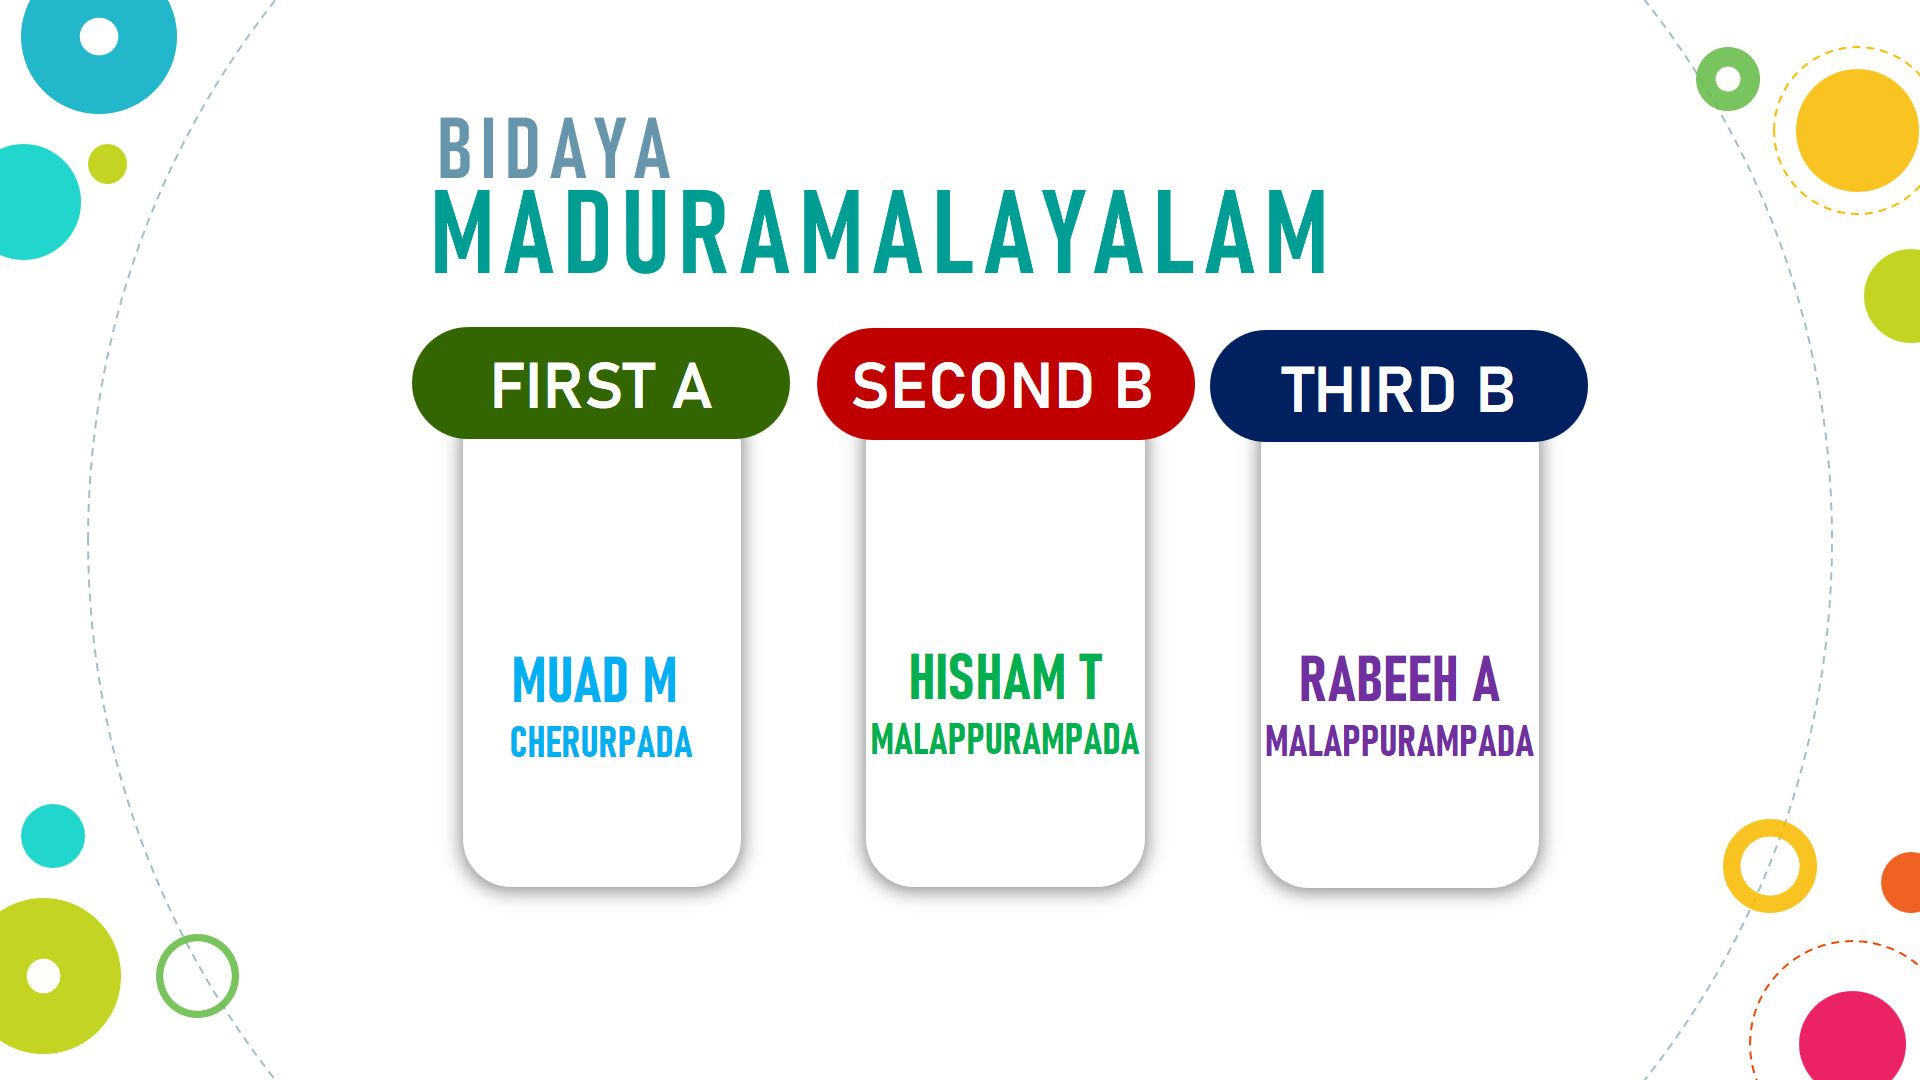 BIDAYA
MADURAMALAYALAM
FIRST A
MUAD M
CHERURPADA
SECOND B
HISHAM T
MALAPPURAMPADA
THIRD B
RABEEH A
MALAPPURAMPADA